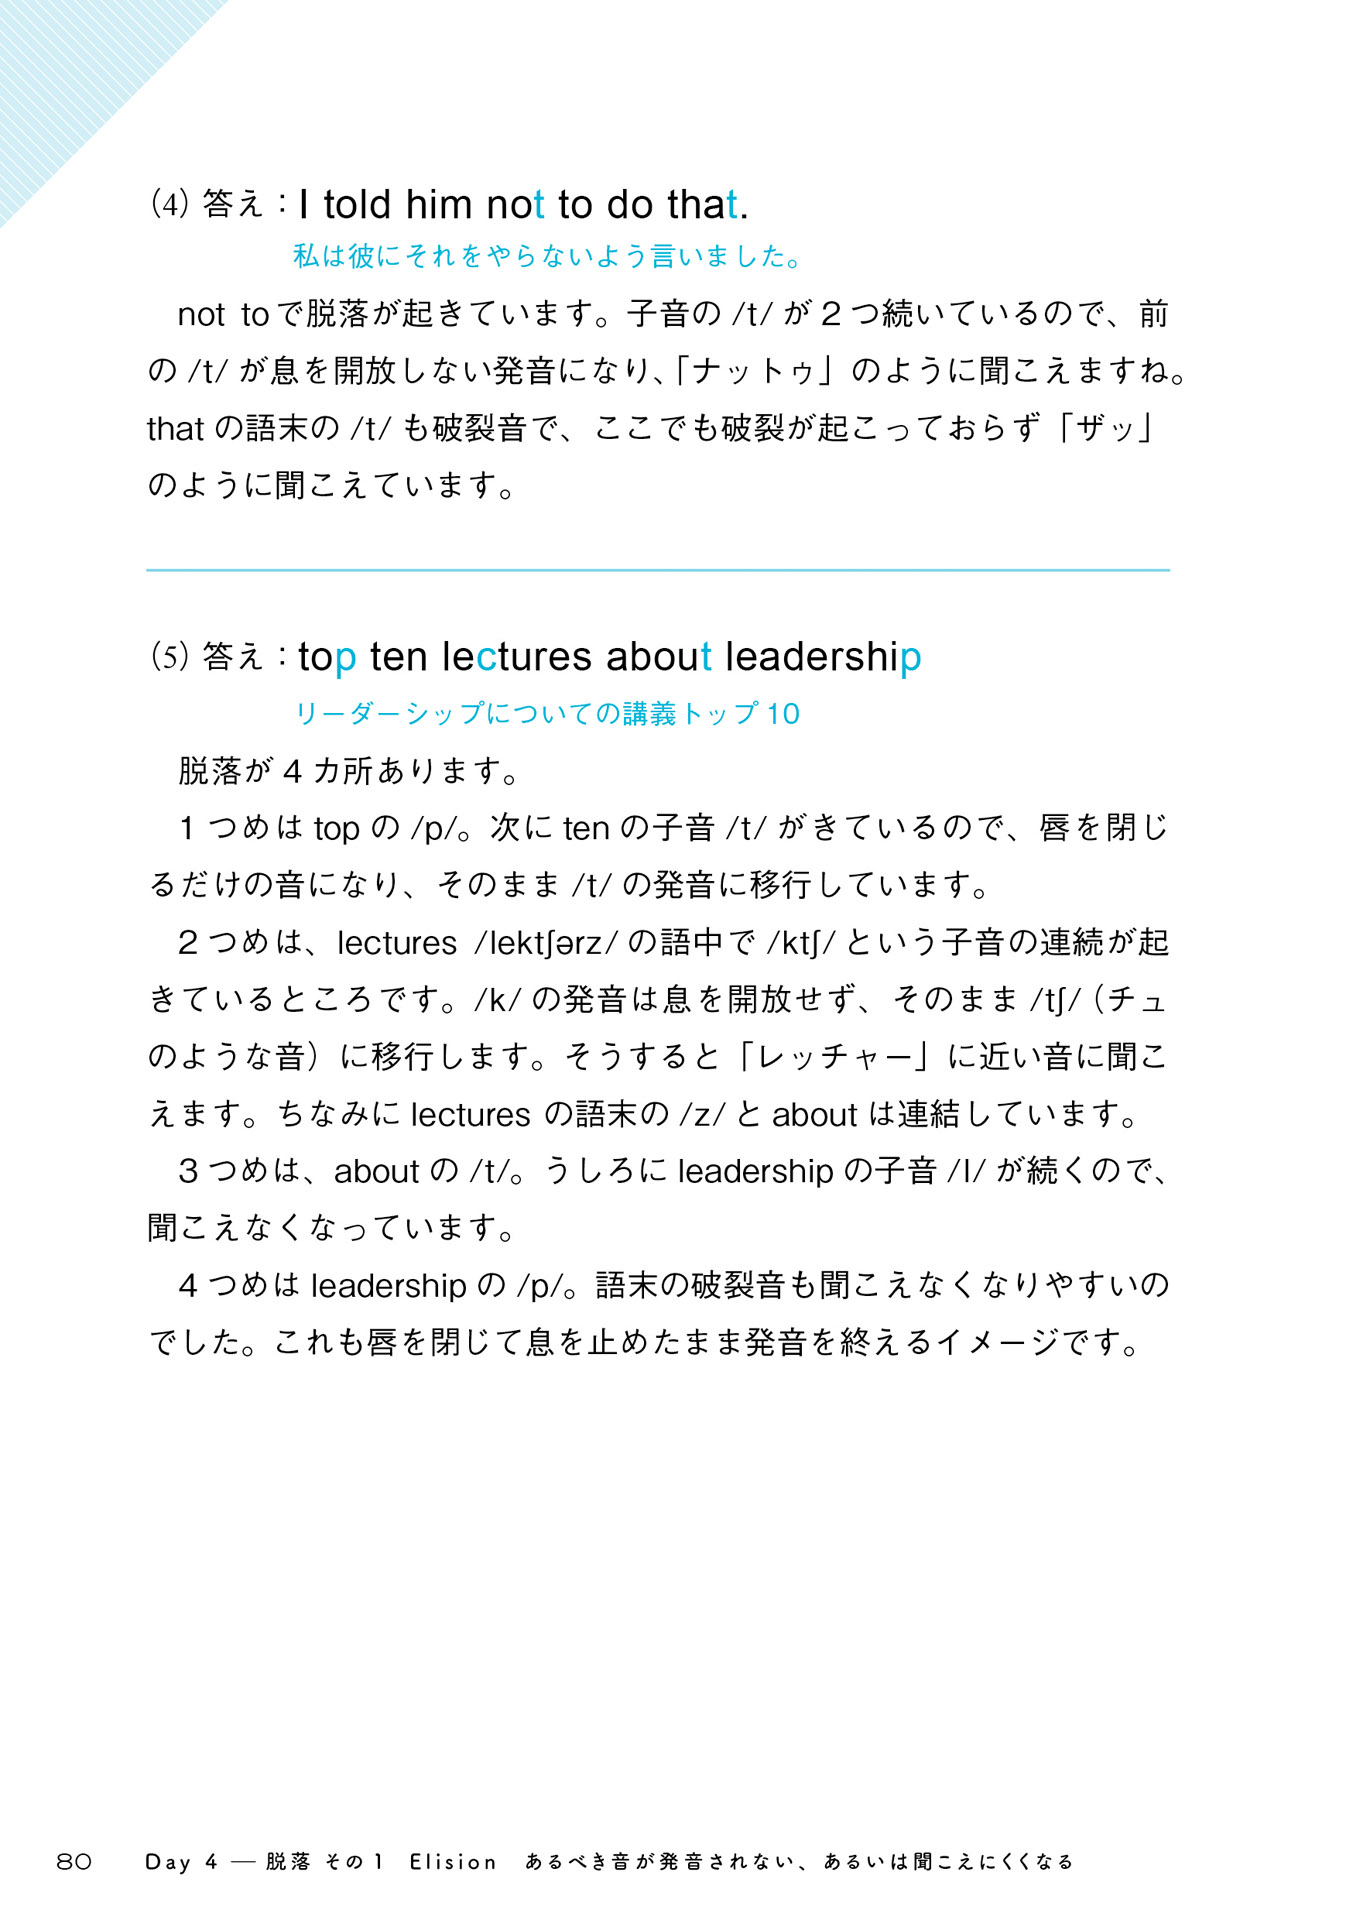 (4) 答え：I told him not to do that.
私は彼にそれをやらないよう言いました。
not to で脱落が起きています。子音の /t/ が 2 つ続いているので、前
の /t/ が息を開放しない発音になり、「ナットゥ」のように聞こえますね。
that の語末の /t/ も破裂音で、ここでも破裂が起こっておらず「ザッ」
のように聞こえています。
(5) 答え：top ten lectures about leadership
リーダーシップについての講義トップ 10
脱落が 4 カ所あります。
1 つめは top の /p/。次に ten の子音 /t/ がきているので、唇を閉じ
るだけの音になり、そのまま /t/ の発音に移行しています。
2 つめは、lectures /lektʃərz/ の語中で /ktʃ/ という子音の連続が起
きているところです。/k/ の発音は息を開放せず、そのまま /tʃ/（チュ
のような音）に移行します。そうすると「レッチャー」に近い音に聞こ
えます。ちなみに lectures の語末の /z/ と about は連結しています。
3 つめは、about の /t/。うしろに leadership の子音 /l/ が続くので、
聞こえなくなっています。
4 つめは leadership の /p/。語末の破裂音も聞こえなくなりやすいの
でした。これも唇を閉じて息を止めたまま発音を終えるイメージです。
80 Day 4 — 脱落 その 1 Elision あるべき音が発音されない、あるいは聞こえにくくなる